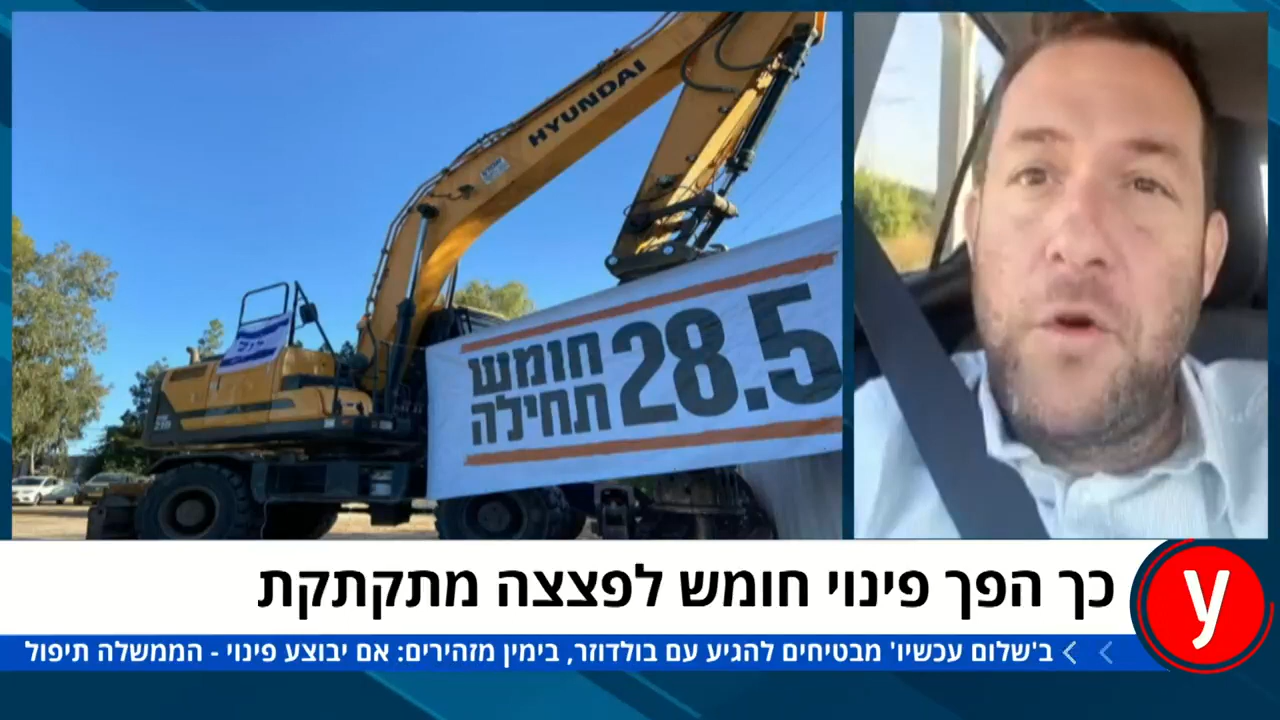 HYUNDAI
חומש
תחילה
28.5
כך הפך פינוי חומש לפצצה מתקתקת
ב'שלום עכשיו' מבטיחים להגיע עם בולדוזר, בימין מזהירים: אם יבוצע פינוי - הממשלה תיפול
y